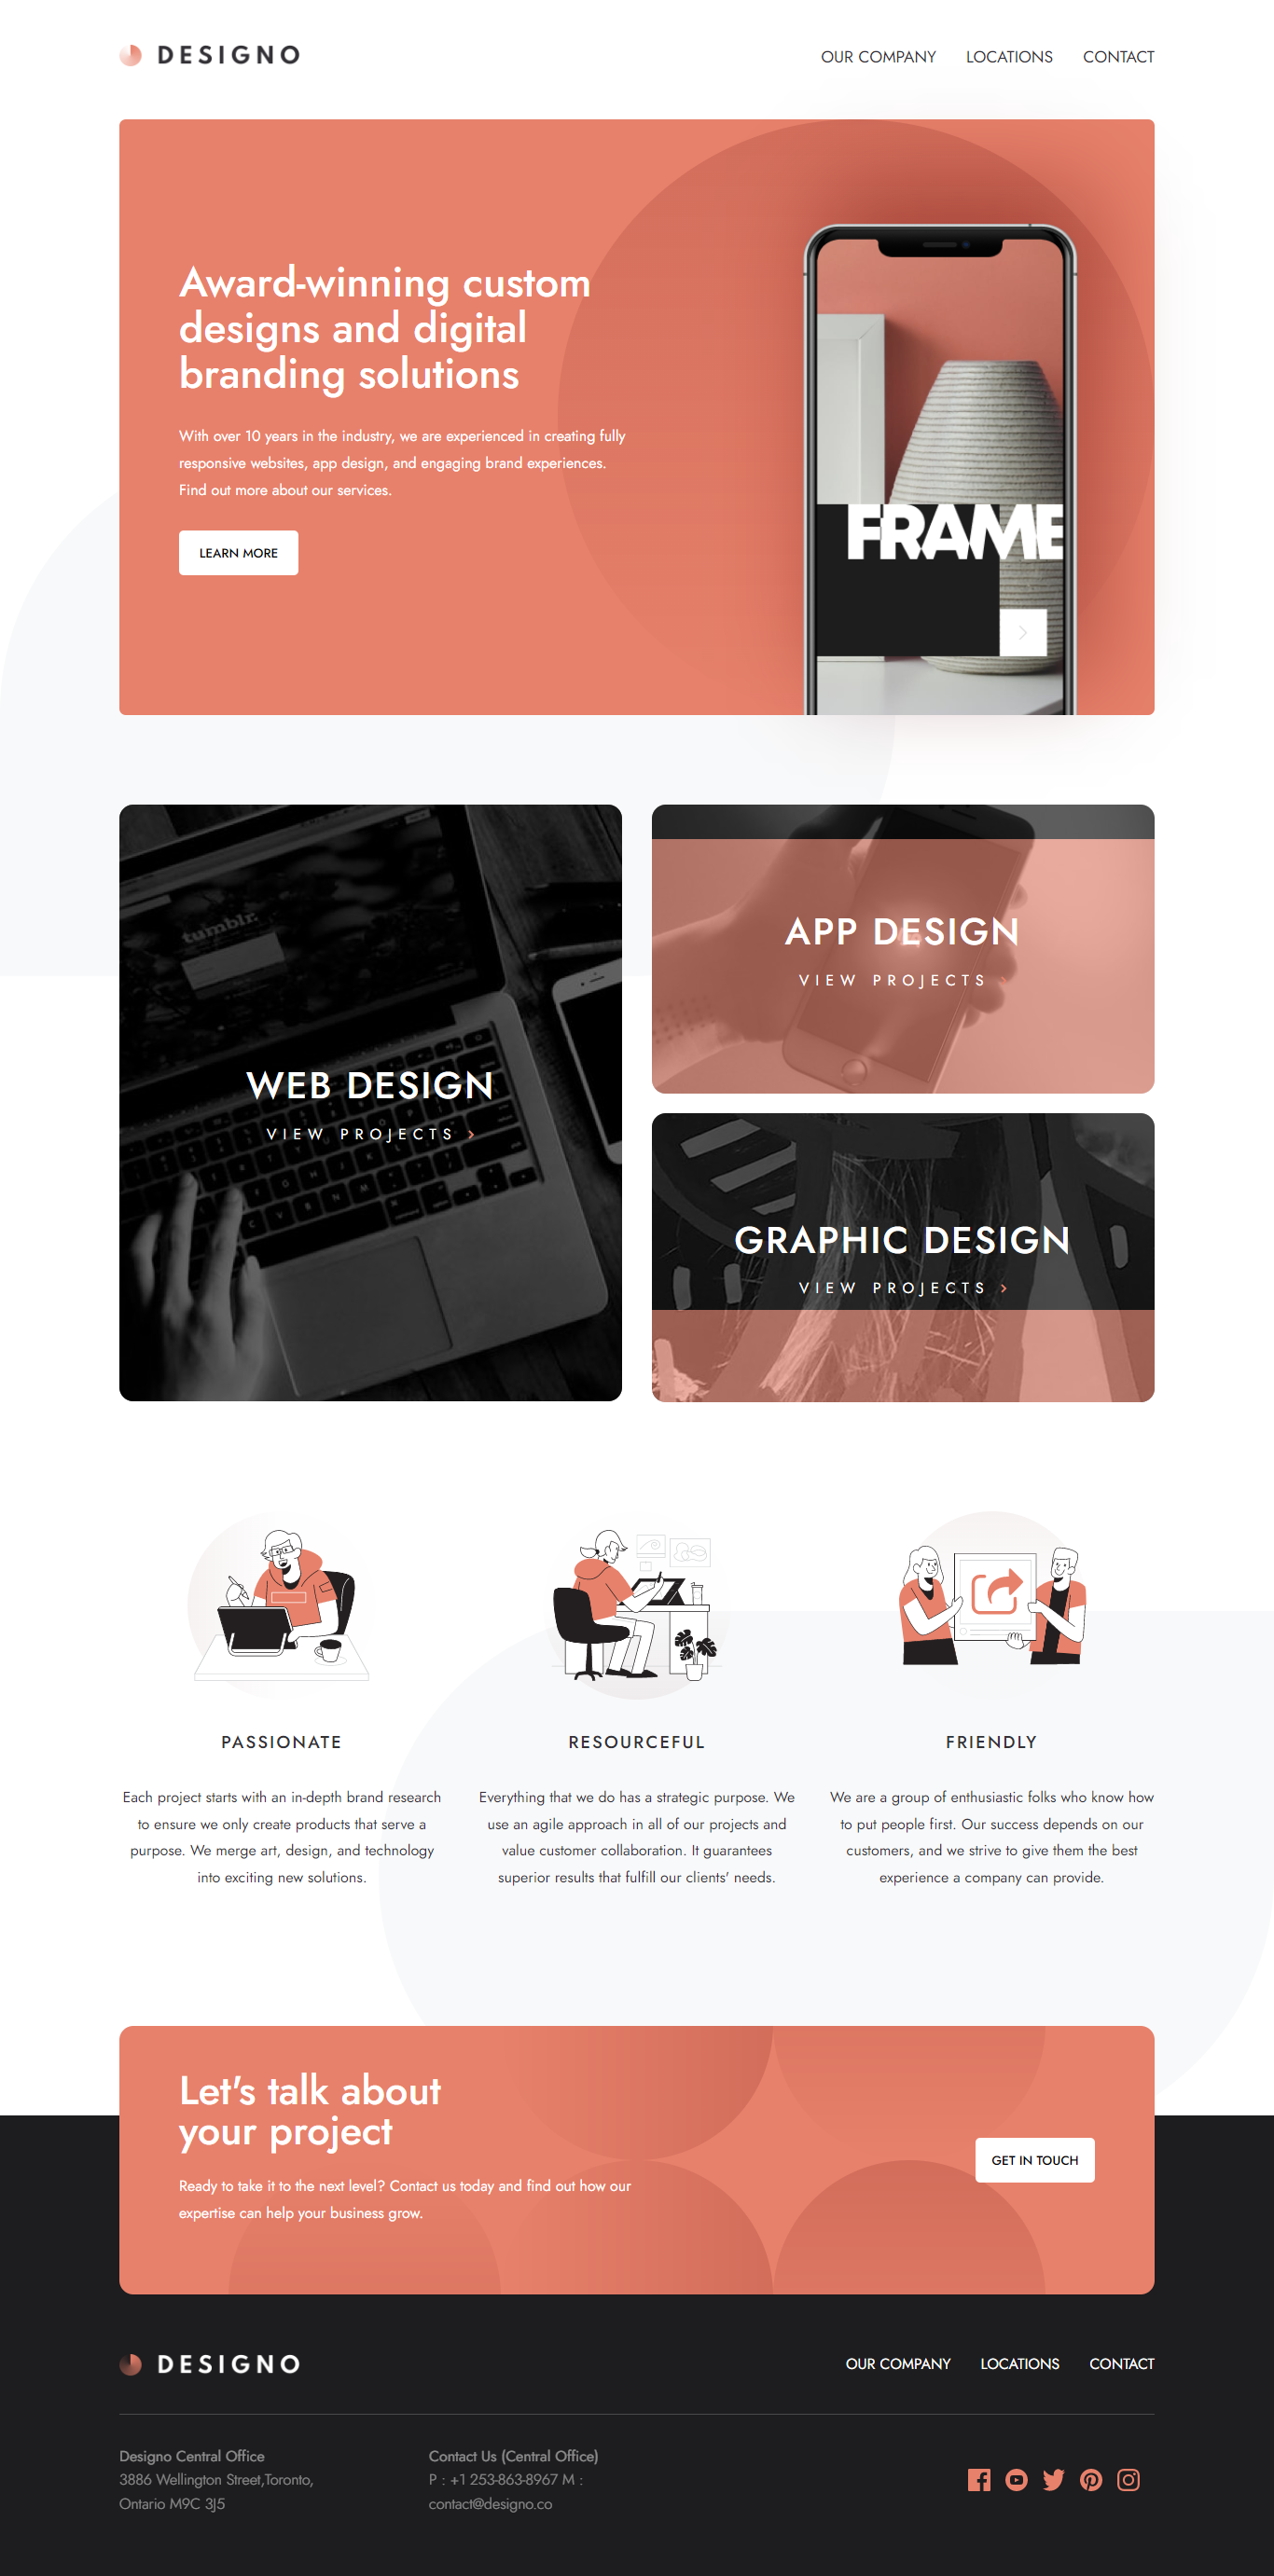 DESIGNO
OUR COMPANY LOCATIONS CONTACT
Award-winning custom
designs and digital
branding solutions
With over 10 years in the industry, we are experienced in creating fully
responsive websites, app design, and engaging brand experiences.
Find out more about our services.
LEARN MORE
FRAME
tumblr.
WEB DESIGN
VIEW PROJECTS
APP DESIGN
VIEW PROJECTS
GRAPHIC DESIGN
VIEW PROJECTS
PASSIONATE
Each project starts with an in-depth brand research
to ensure we only create products that serve a
purpose. We merge art, design, and technology
into exciting new solutions.
RESOURCEFUL
Everything that we do has a strategic purpose. We
use an agile approach in all of our projects and
value customer collaboration. It guarantees
superior results that fulfill our clients' needs.
FRIENDLY
We are a group of enthusiastic folks who know how
to put people first. Our success depends on our
customers, and we strive to give them the best
experience a company can provide.
Let's talk about
your project
Ready to take it to the next level? Contact us today and find out how our
expertise can help your business grow.
GET IN TOUCH
DESIGNO
OUR COMPANY LOCATIONS CONTACT
Designo Central Office
3886 Wellington Street,Toronto,
Ontario M9C 3J5
Contact Us (Central Office)
P : +1 253-863-8967 M :
contact@designo.co